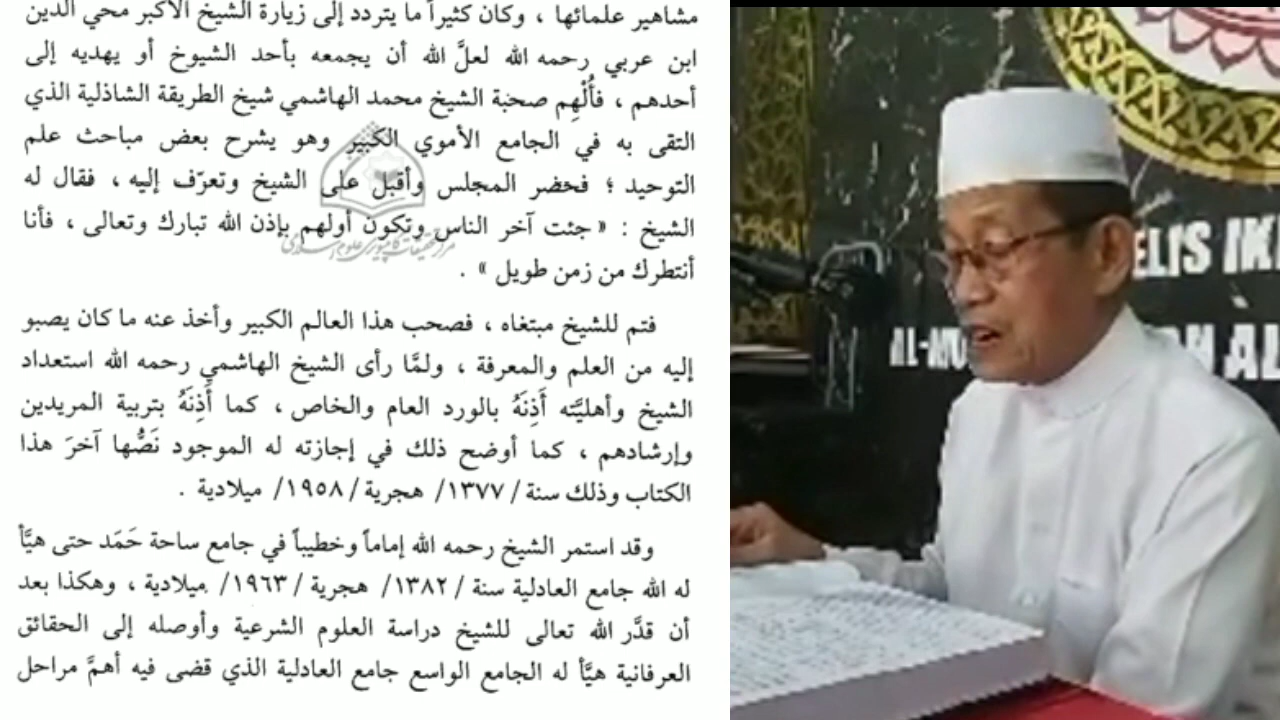 مشاهير علمائها ، وكان كثيراً ما يتردد إلى زيارة الشيخ الأكبر محي الدين
ابن عربي رحمه الله لعلَّ الله أن يجمعه بأحد الشيوخ أو يهديه إلى
أحدهم ، فأُلْهِم صحبة الشيخ محمد الهاشمي شيخ الطريقة الشاذلية الذي
التقى به في الجامع الأموي الكبير وهو يشرح بعض مباحث علم
التوحيد ؛ فحضر المجلس وأقبل على الشيخ وتعرّف إليه ، فقال له
الشيخ : « جئت آخر الناس وتكون أولهم بإذن الله تبارك وتعالى ، فأنا
أنتطرك من زمن طويل » .
فتم للشيخ مبتغاه ، فصحب هذا العالم الكبير وأخذ عنه ما كان يصبو
إليه من العلم والمعرفة ، ولمَّا رأى الشيخ الهاشمي رحمه الله استعداد
الشيخ وأهليَّته أَذِنَهُ بالورد العام والخاص ، كما أَذِنَهُ بتربية المريدين
وإرشادهم ، كما أوضح ذلك في إجازته له الموجود نَصُّها آخرَ هذا
الكتاب وذلك سنة /١٣٧٧/ هجرية /١٩٥٨/ ميلادية .
وقد استمر الشيخ رحمه الله إماماً وخطيباً في جامع ساحة حَمَد حتى هيَّأ
له الله جامع العادلية سنة /١٣٨٢/ هجرية /١٩٦٣/ ميلادية ، وهكذا بعد
أن قدَّر الله تعالى للشيخ دراسة العلوم الشرعية وأوصله إلى الحقائق
العرفانية هيَّأ له الجامع الواسع جامع العادلية الذي قضى فيه أهمَّ مراحل
ELIS
AL-
AL